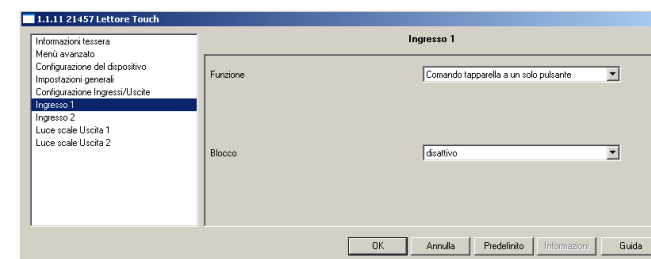 1.1.11 21457 Lettore Touch
Informazioni tessera
Menù avanzato
Configurazione del dispositivo
Impostazioni generali
Configurazione Ingressi/Uscite
Ingresso 1
Ingresso 2
Luce scale Uscita 1
Luce scale Uscita 2
Ingresso 1
Funzione
Comando tapparella a un solo pulsante
Blocco
disattivo
OK
Annulla
Predefinito
Informazioni
Guida